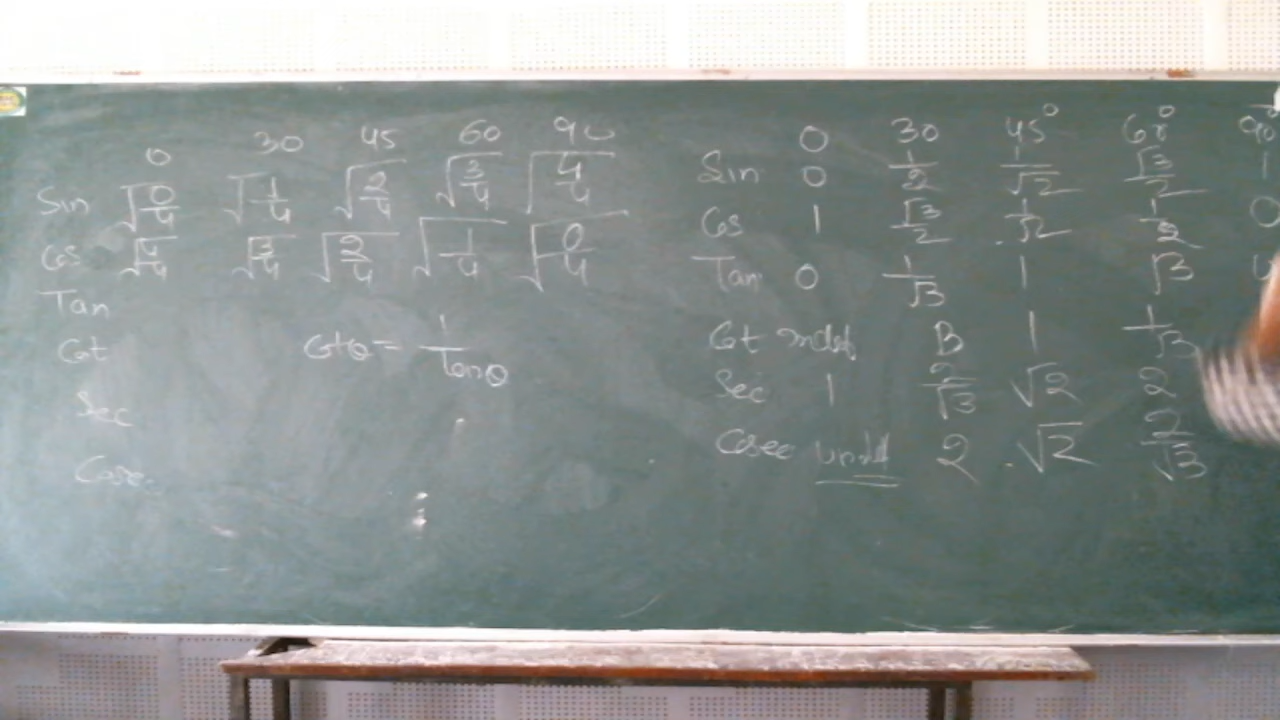 0 30 45 60 90
Sin √0/4 √1/4 √2/4 √3/4 √4/4
Cos √4/4 √3/4 √2/4 √1/4 √0/4
Tan
Cot
Cotθ = 1/tanθ
Sec
Cose
0 30 45° 60° 90°
Sin 0 1/2 1/√2 √3/2 1
Cos 1 √3/2 1/√2 1/2 0
Tan 0 1/√3 1 √3
Cot undef √3 1 1/√3
Sec 1 2/√3 √2 2
Cosec undef 2 √2 2/√3